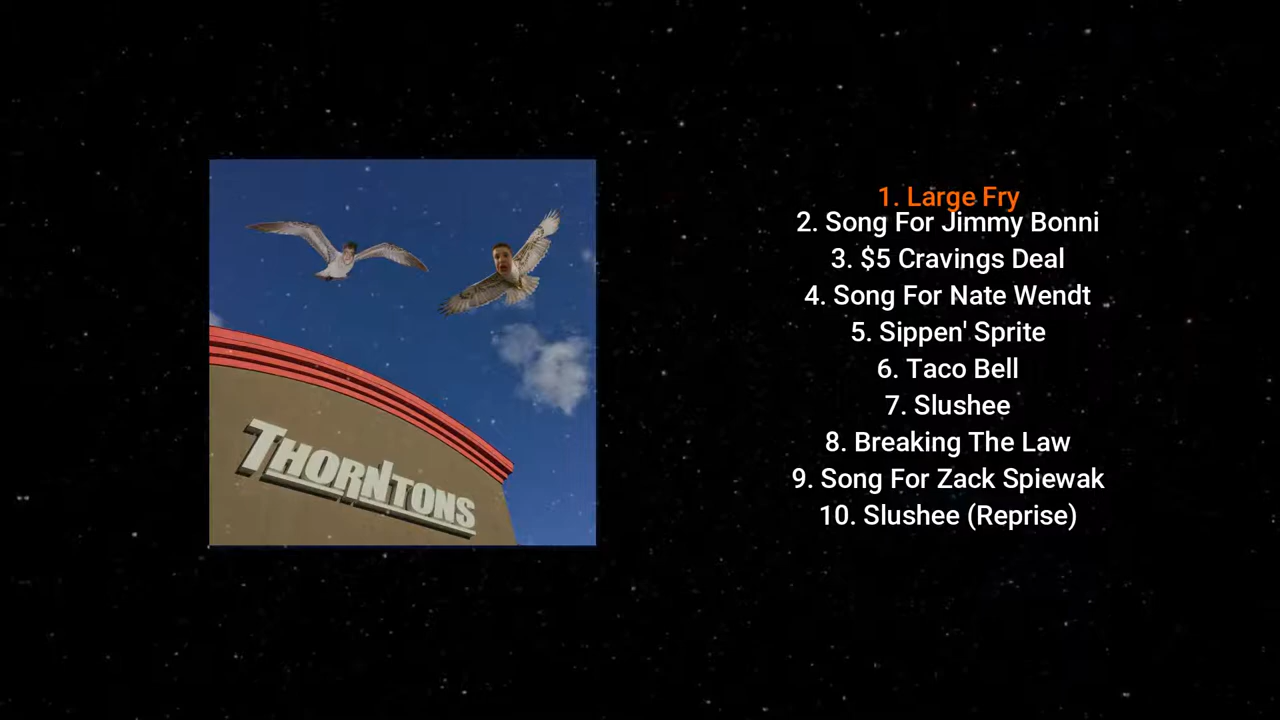 1. Large Fry
2. Song For Jimmy Bonni
3. $5 Cravings Deal
4. Song For Nate Wendt
5. Sippen' Sprite
6. Taco Bell
7. Slushee
8. Breaking The Law
9. Song For Zack Spiewak
10. Slushee (Reprise)
THORNTONS